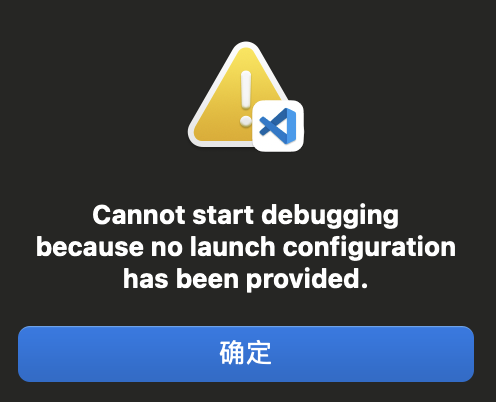 Cannot start debugging
because no launch configuration
has been provided.
确定